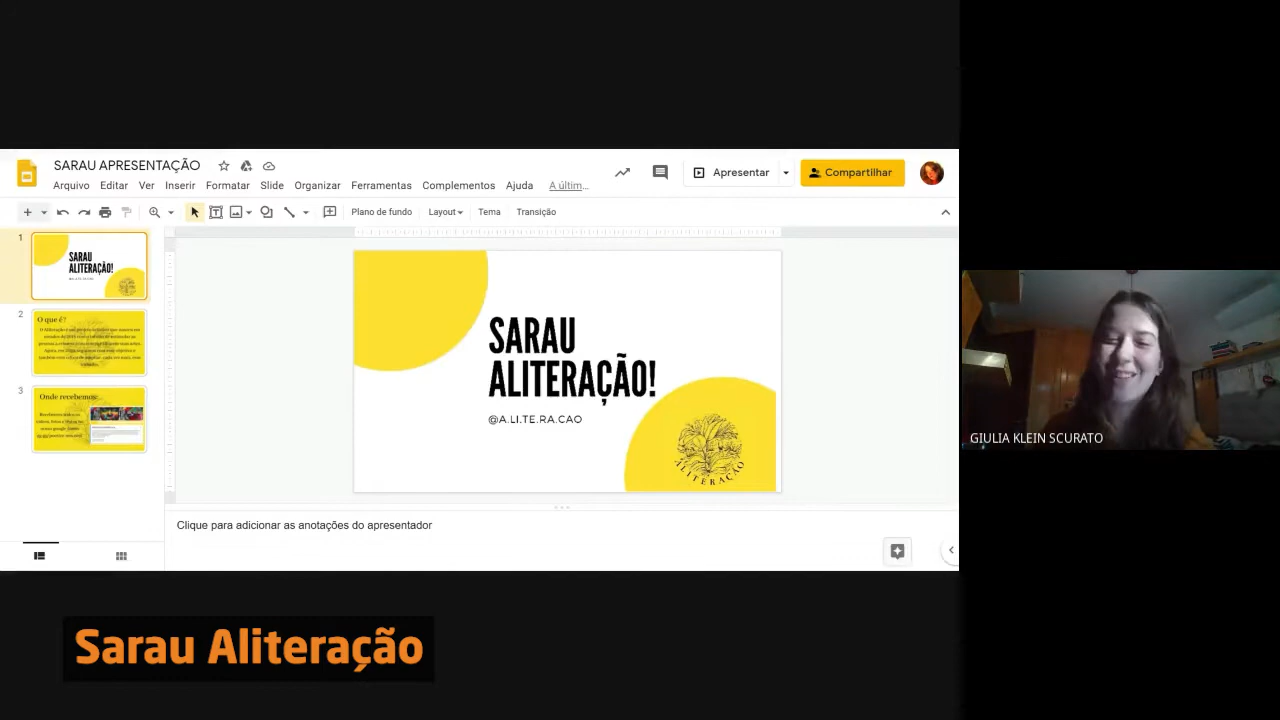 SARAU APRESENTAÇÃO
Arquivo Editar Ver Inserir Formatar Slide Organizar Ferramentas Complementos Ajuda A últim...
Apresentar
Compartilhar
Plano de fundo Layout Tema Transição
1
SARAU
ALITERAÇÃO!
2
O que é?
3
Onde recebemos...
SARAU
ALITERAÇÃO!
@A.LI.TE.RA.CAO
ALITERAÇÃO
Clique para adicionar as anotações do apresentador
GIULIA KLEIN SCURATO
Sarau Aliteração